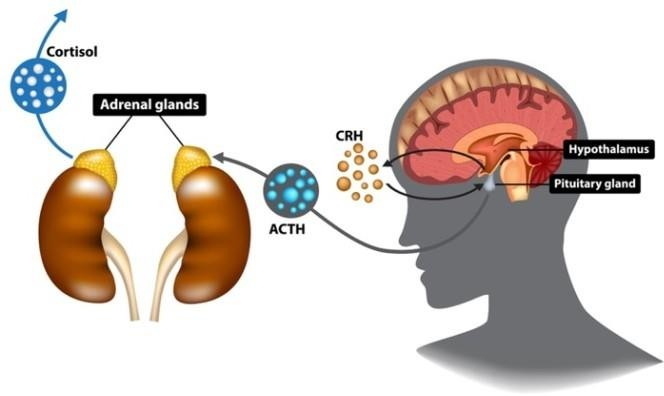 Cortisol
Adrenal glands
CRH
Hypothalamus
Pituitary gland
ACTH